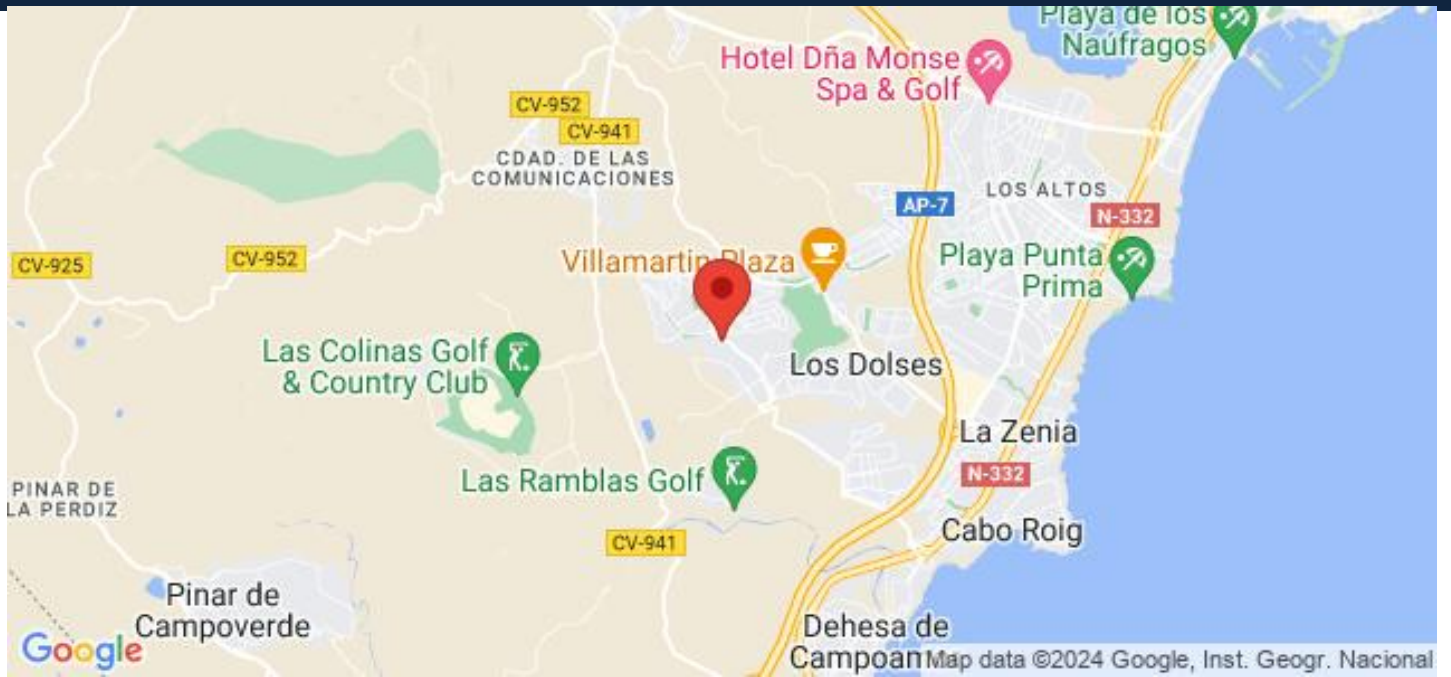 Playa de los
Naúfragos
Hotel Dña Monse
Spa & Golf
CV-952
CV-941
CDAD. DE LAS
COMUNICACIONES
LOS ALTOS
AP-7
N-332
CV-925
CV-952
Villamartin Plaza
Playa Punta
Prima
Las Colinas Golf
& Country Club
Los Dolses
La Zenia
N-332
Las Ramblas Golf
PINAR DE
LA PERDIZ
Cabo Roig
CV-941
Pinar de
Campoverde
Dehesa de
Google
Map data ©2024 Google, Inst. Geogr. Nacional